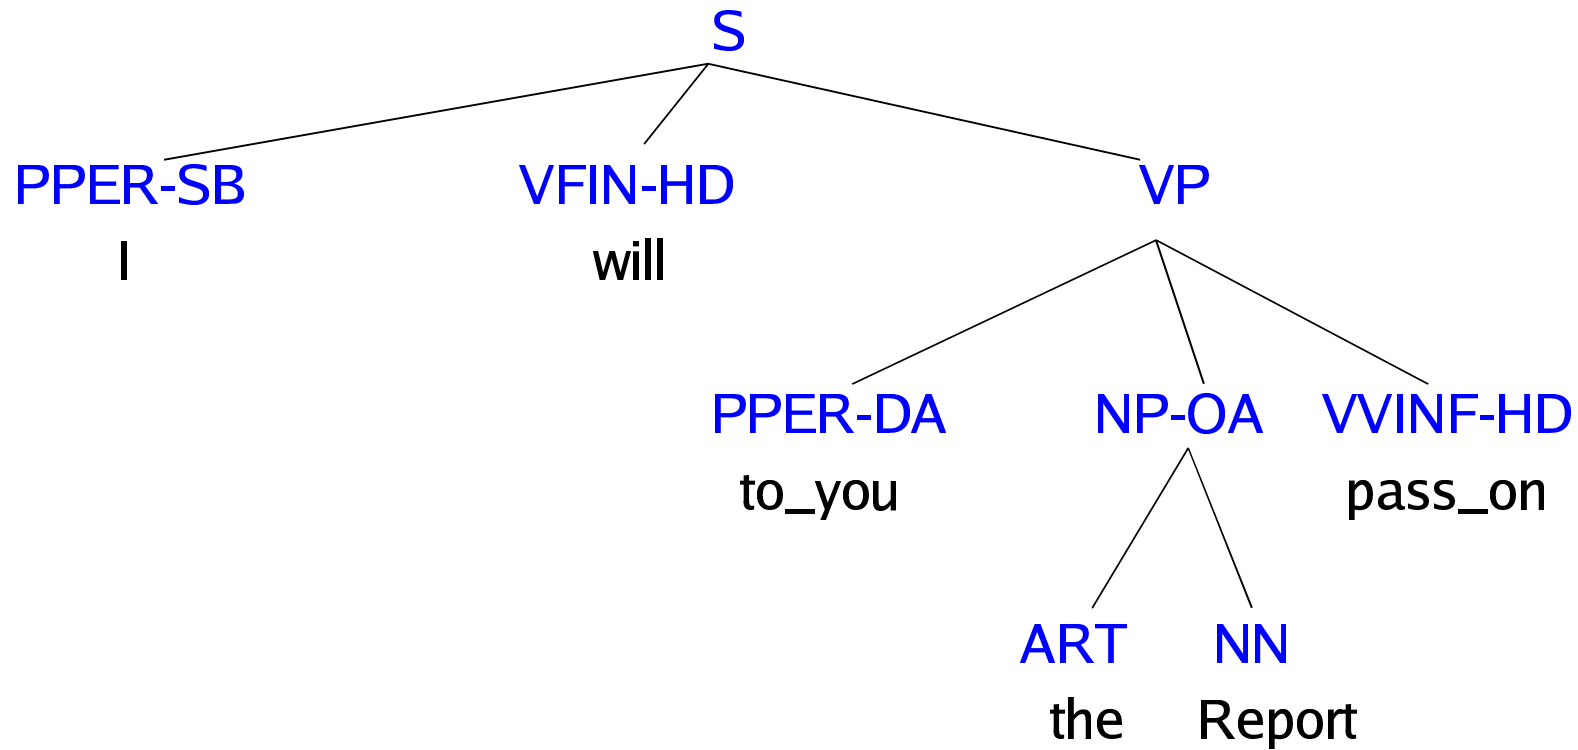 S
PPER-SB VFIN-HD VP
I will
PPER-DA NP-OA VVINF-HD
to_you pass_on
ART NN
the Report